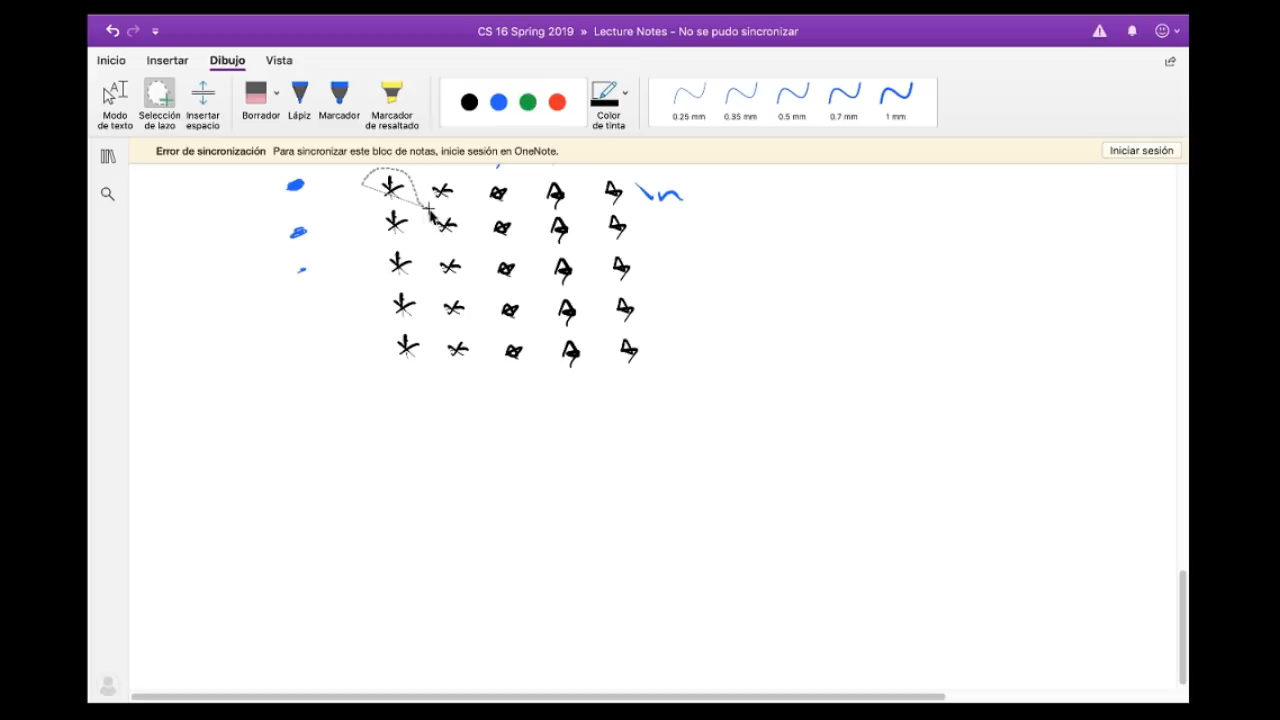 CS 16 Spring 2019 » Lecture Notes – No se pudo sincronizar
Inicio Insertar Dibujo Vista
Modo de texto
Selección de lazo
Insertar espacio
Borrador
Lápiz
Marcador
Marcador de resaltado
Color de tinta
0.25 mm 0.35 mm 0.5 mm 0.7 mm 1 mm
Error de sincronización Para sincronizar este bloc de notas, inicie sesión en OneNote. Iniciar sesión
* * * * * \n
* * * * *
* * * * *
* * * * *
* * * * *